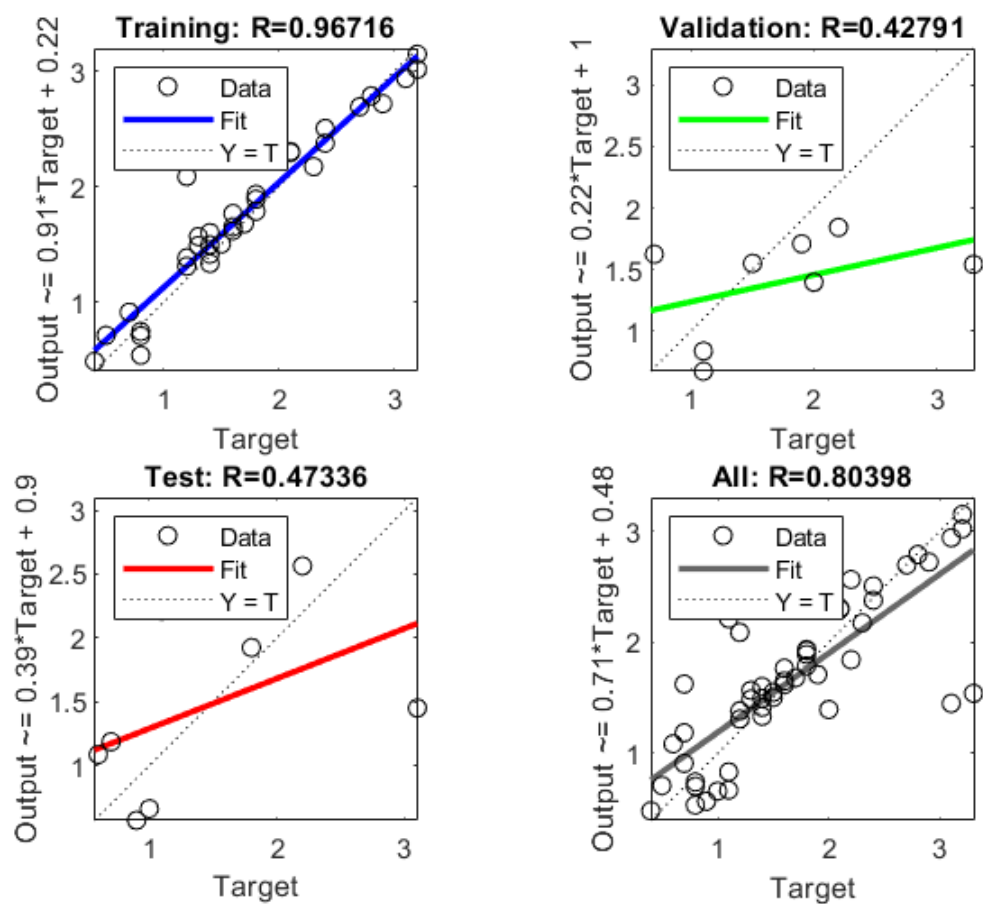 Training: R=0.96716
Output ~= 0.91*Target + 0.22
3
2
1
Data
Fit
Y = T
1
2
3
Target
Validation: R=0.42791
Output ~= 0.22*Target + 1
3
2.5
2
1.5
1
Data
Fit
Y = T
1
2
3
Target
Test: R=0.47336
Output ~= 0.39*Target + 0.9
3
2.5
2
1.5
1
Data
Fit
Y = T
1
2
3
Target
All: R=0.80398
Output ~= 0.71*Target + 0.48
3
2
1
Data
Fit
Y = T
1
2
3
Target